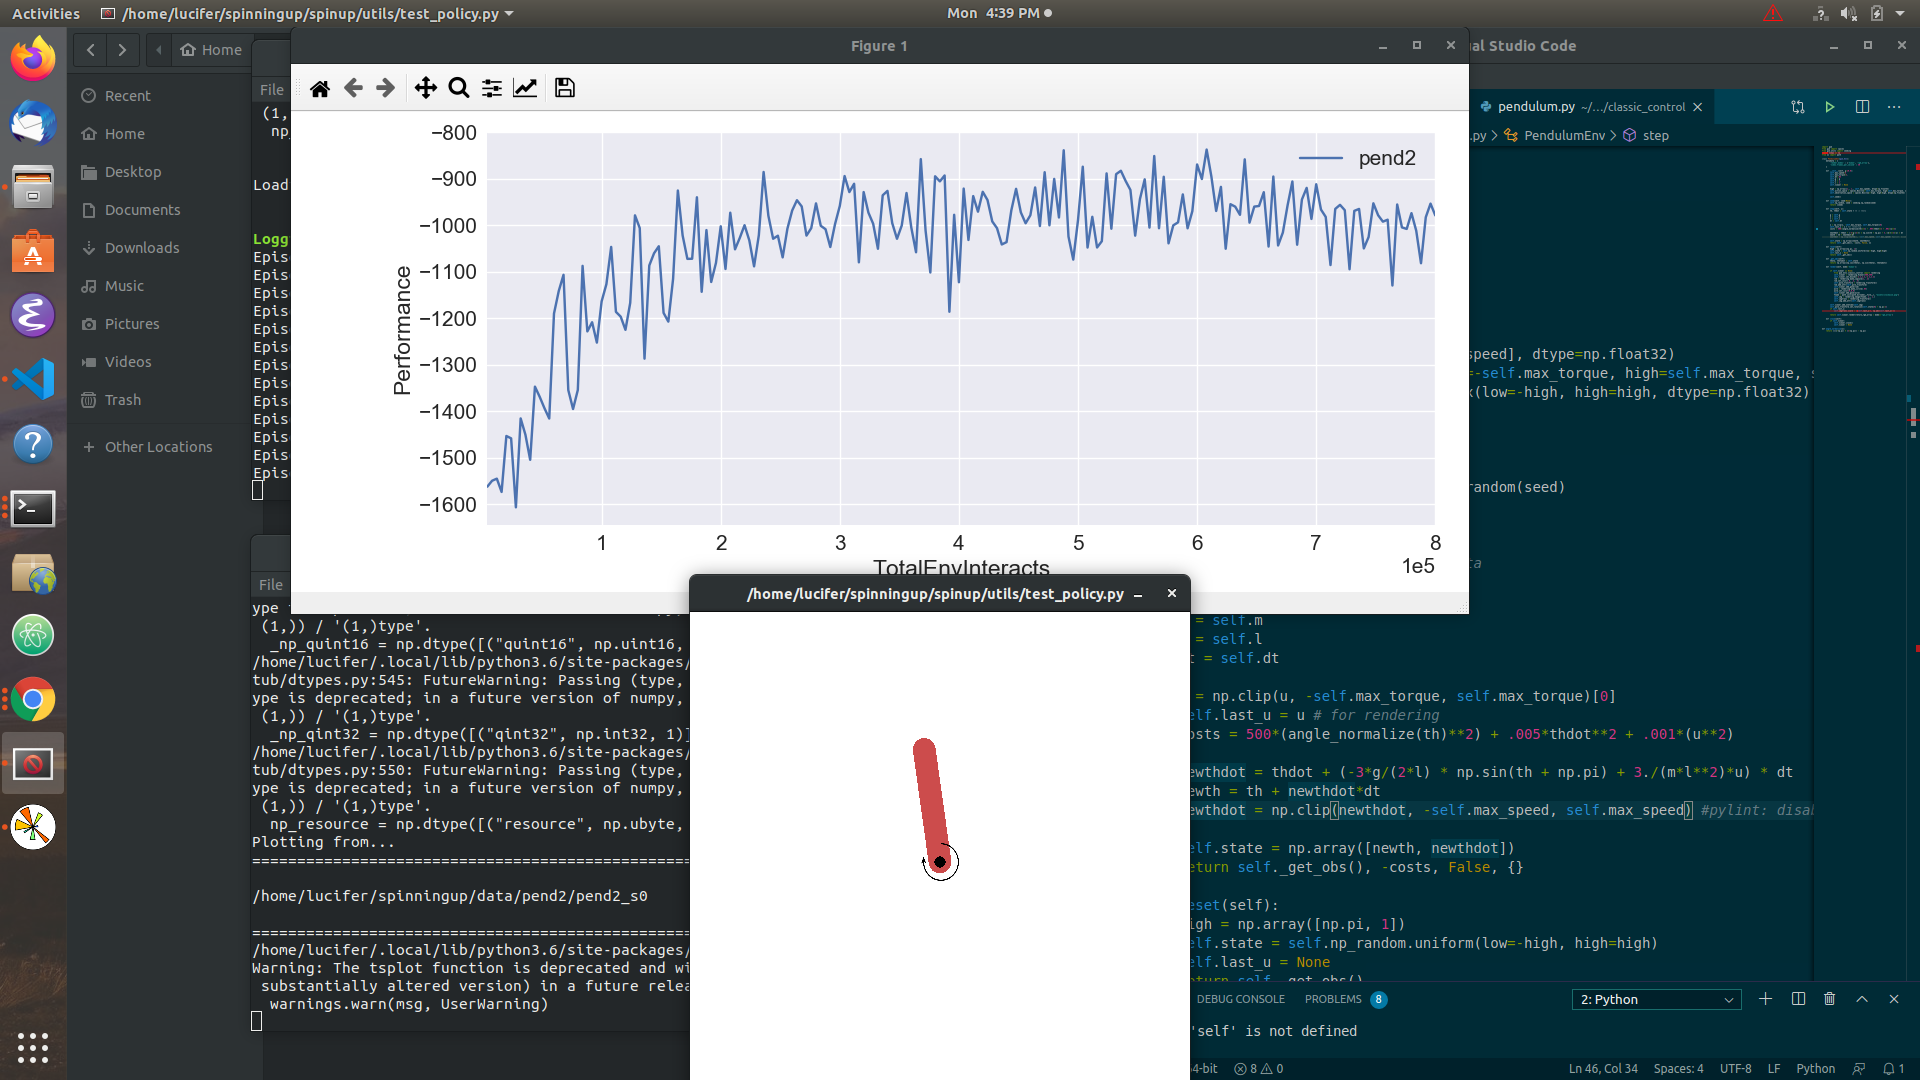 Activities
/home/lucifer/spinningup/spinup/utils/test_policy.py
Mon 4:39 PM
Home
Recent
Home
Desktop
Documents
Downloads
Music
Pictures
Videos
Trash
Other Locations
File
(1,
np_
Load
Logg
Epis
Epis
Epis
Epis
Epis
Epis
Epis
Epis
Epis
Epis
Epis
Epis
Epis
Figure 1
−800
−900
−1000
−1100
−1200
−1300
−1400
−1500
−1600
Performance
pend2
1
2
3
4
5
6
7
8
1e5
TotalEnvInteracts
File
ype
(1,)) / '(1,)type'.
_np_quint16 = np.dtype([("quint16", np.uint16,
/home/lucifer/.local/lib/python3.6/site-packages/
tub/dtypes.py:545: FutureWarning: Passing (type,
ype is deprecated; in a future version of numpy,
(1,)) / '(1,)type'.
_np_qint32 = np.dtype([("qint32", np.int32, 1)]
/home/lucifer/.local/lib/python3.6/site-packages/
tub/dtypes.py:550: FutureWarning: Passing (type,
ype is deprecated; in a future version of numpy,
(1,)) / '(1,)type'.
np_resource = np.dtype([("resource", np.ubyte,
Plotting from...
==================================================
/home/lucifer/spinningup/data/pend2/pend2_s0
==================================================
/home/lucifer/.local/lib/python3.6/site-packages/
Warning: The tsplot function is deprecated and wi
substantially altered version) in a future relea
warnings.warn(msg, UserWarning)
/home/lucifer/spinningup/spinup/utils/test_policy.py
al Studio Code
pendulum.py ~/.../classic_control
.py > PendulumEnv > step
speed], dtype=np.float32)
=-self.max_torque, high=self.max_torque, s
x(low=-high, high=high, dtype=np.float32)
random(seed)
ta
= self.m
= self.l
t = self.dt
= np.clip(u, -self.max_torque, self.max_torque)[0]
elf.last_u = u # for rendering
osts = 500*(angle_normalize(th)**2) + .005*thdot**2 + .001*(u**2)
ewthdot = thdot + (-3*g/(2*l) * np.sin(th + np.pi) + 3./(m*l**2)*u) * dt
ewth = th + newthdot*dt
ewthdot = np.clip(newthdot, -self.max_speed, self.max_speed) #pylint: disab
elf.state = np.array([newth, newthdot])
eturn self._get_obs(), -costs, False, {}
eset(self):
igh = np.array([np.pi, 1])
elf.state = self.np_random.uniform(low=-high, high=high)
elf.last_u = None
eturn self._get_obs()
DEBUG CONSOLE
PROBLEMS 8
2: Python
'self' is not defined
4-bit
8 0
Ln 46, Col 34
Spaces: 4
UTF-8
LF
Python
1